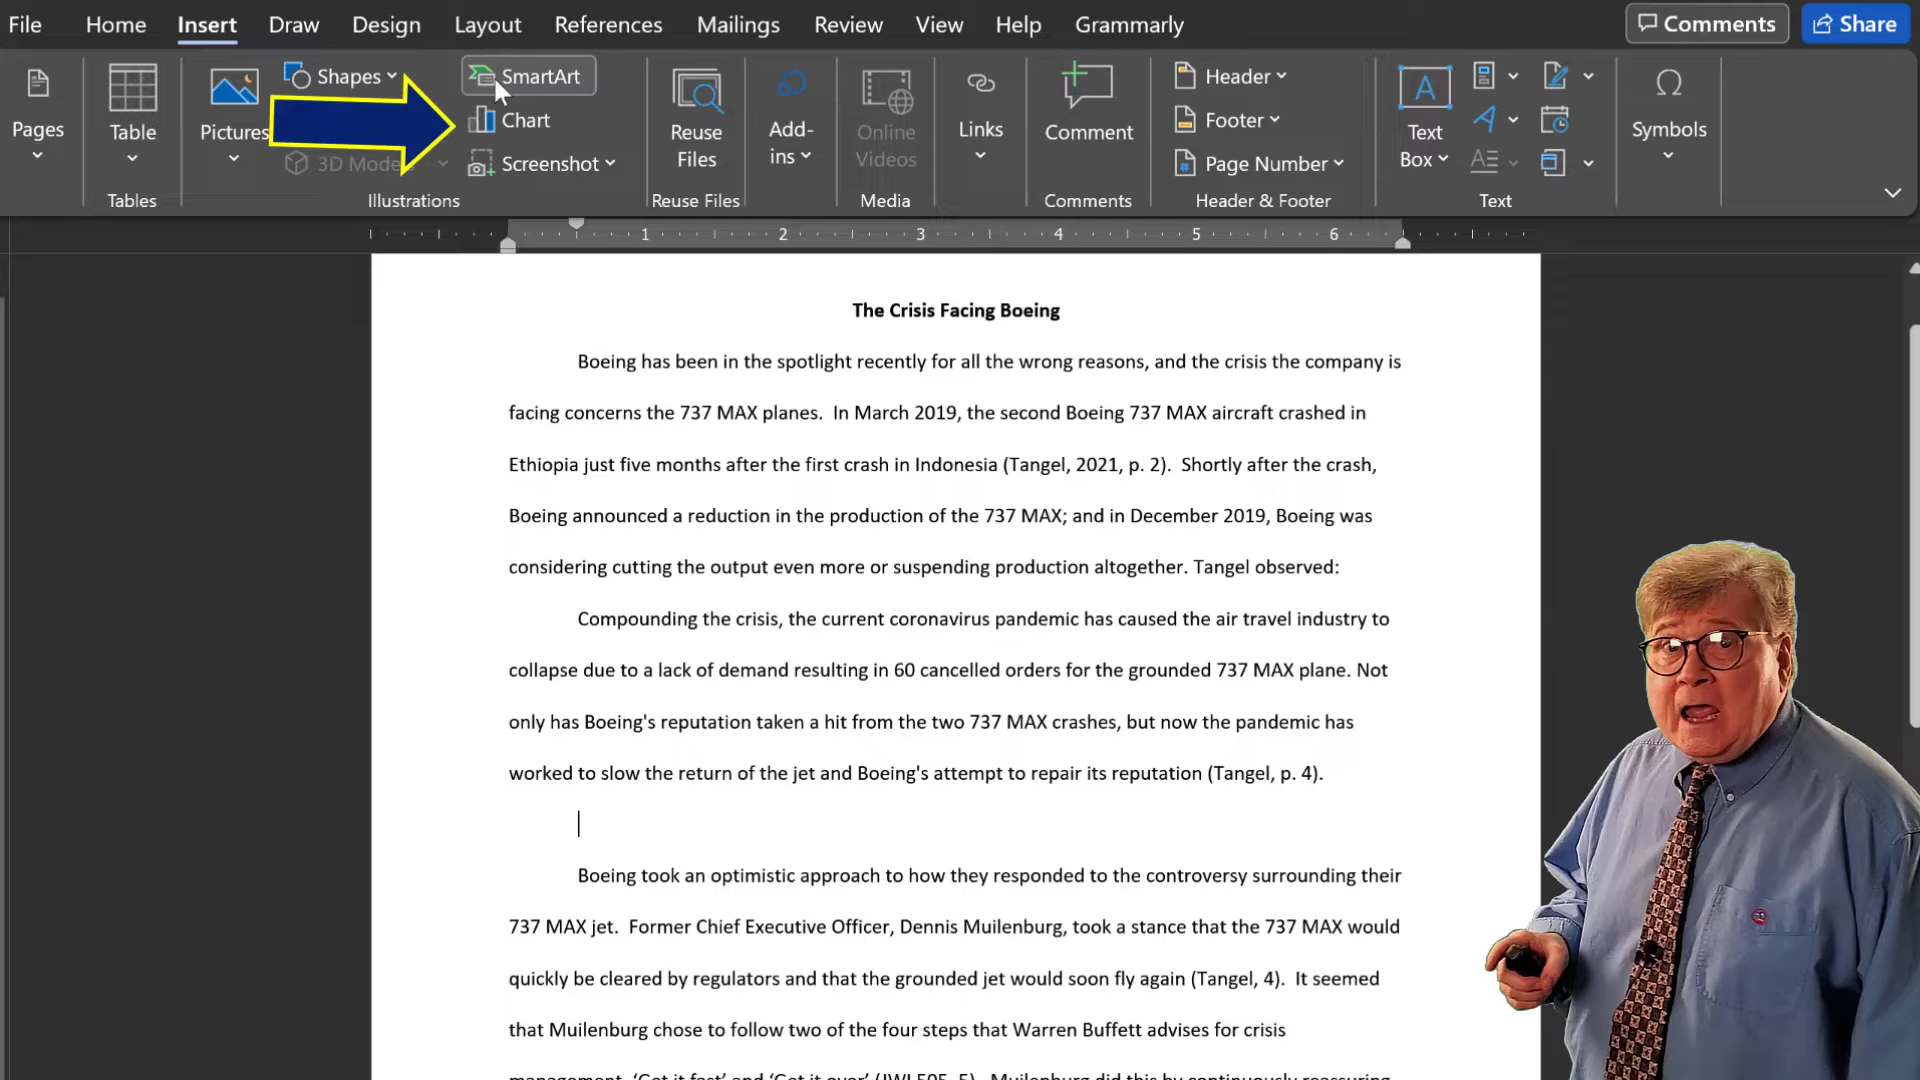 File Home Insert Draw Design Layout References Mailings Review View Help Grammarly Comments Share
Pages
Table
Pictures
Shapes
SmartArt
Chart
Screenshot
Illustrations
Tables
Reuse
Files
Reuse Files
Add-
ins
Online
Videos
Media
Links
Comment
Comments
Header
Footer
Page Number
Header & Footer
A
Text
Box
Text
Ω
Symbols
1 2 3 4 5 6
The Crisis Facing Boeing
Boeing has been in the spotlight recently for all the wrong reasons, and the crisis the company is
facing concerns the 737 MAX planes.  In March 2019, the second Boeing 737 MAX aircraft crashed in
Ethiopia just five months after the first crash in Indonesia (Tangel, 2021, p. 2).  Shortly after the crash,
Boeing announced a reduction in the production of the 737 MAX; and in December 2019, Boeing was
considering cutting the output even more or suspending production altogether. Tangel observed:
Compounding the crisis, the current coronavirus pandemic has caused the air travel industry to
collapse due to a lack of demand resulting in 60 cancelled orders for the grounded 737 MAX plane. Not
only has Boeing's reputation taken a hit from the two 737 MAX crashes, but now the pandemic has
worked to slow the return of the jet and Boeing's attempt to repair its reputation (Tangel, p. 4).
Boeing took an optimistic approach to how they responded to the controversy surrounding their
737 MAX jet.  Former Chief Executive Officer, Dennis Muilenburg, took a stance that the 737 MAX would
quickly be cleared by regulators and that the grounded jet would soon fly again (Tangel, 4).  It seemed
that Muilenburg chose to follow two of the four steps that Warren Buffett advises for crisis